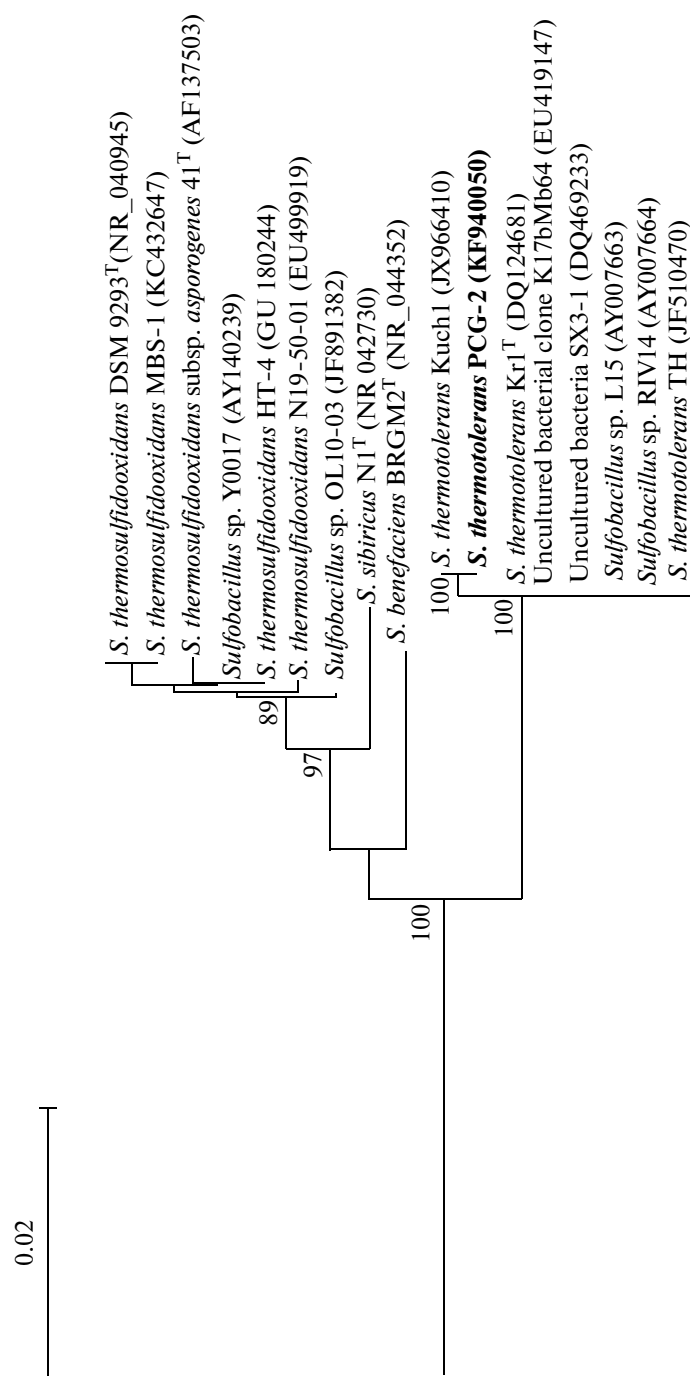 0.02
S. thermosulfidooxidans DSM 9293T(NR_040945)
S. thermosulfidooxidans MBS-1 (KC432647)
S. thermosulfidooxidans subsp. asporogenes 41T (AF137503)
Sulfobacillus sp. Y0017 (AY140239)
S. thermosulfidooxidans HT-4 (GU 180244)
S. thermosulfidooxidans N19-50-01 (EU499919)
89
Sulfobacillus sp. OL10-03 (JF891382)
97
S. sibiricus N1T (NR 042730)
S. benefaciens BRGM2T (NR_044352)
100
100
S. thermotolerans Kuch1 (JX966410)
S. thermotolerans PCG-2 (KF940050)
100
S. thermotolerans Kr1T (DQ124681)
Uncultured bacterial clone K17bMb64 (EU419147)
Uncultured bacteria SX3-1 (DQ469233)
Sulfobacillus sp. L15 (AY007663)
Sulfobacillus sp. RIV14 (AY007664)
S. thermotolerans TH (JF510470)